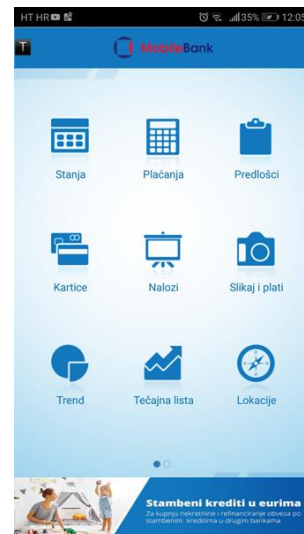 HT HR 35% 12:05
T
MobileBank
Stanja Plaćanja Predlošci
Kartice Nalozi Slikaj i plati
Trend Tečajna lista Lokacije
Stambeni krediti u eurima
Za kupnju nekretnine i refinanciranje obveza po
stambenim kreditima u drugim bankama